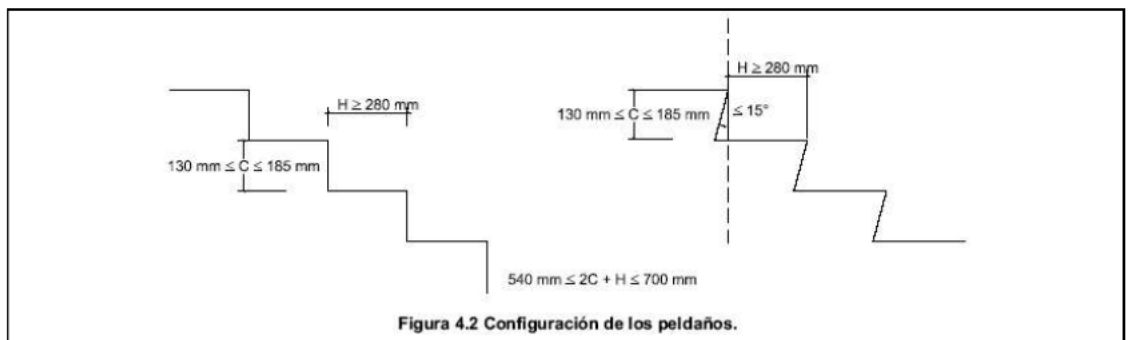 H ≥ 280 mm
130 mm ≤ C ≤ 185 mm
H ≥ 280 mm
130 mm ≤ C ≤ 185 mm
≤ 15°
540 mm ≤ 2C + H ≤ 700 mm
Figura 4.2 Configuración de los peldaños.